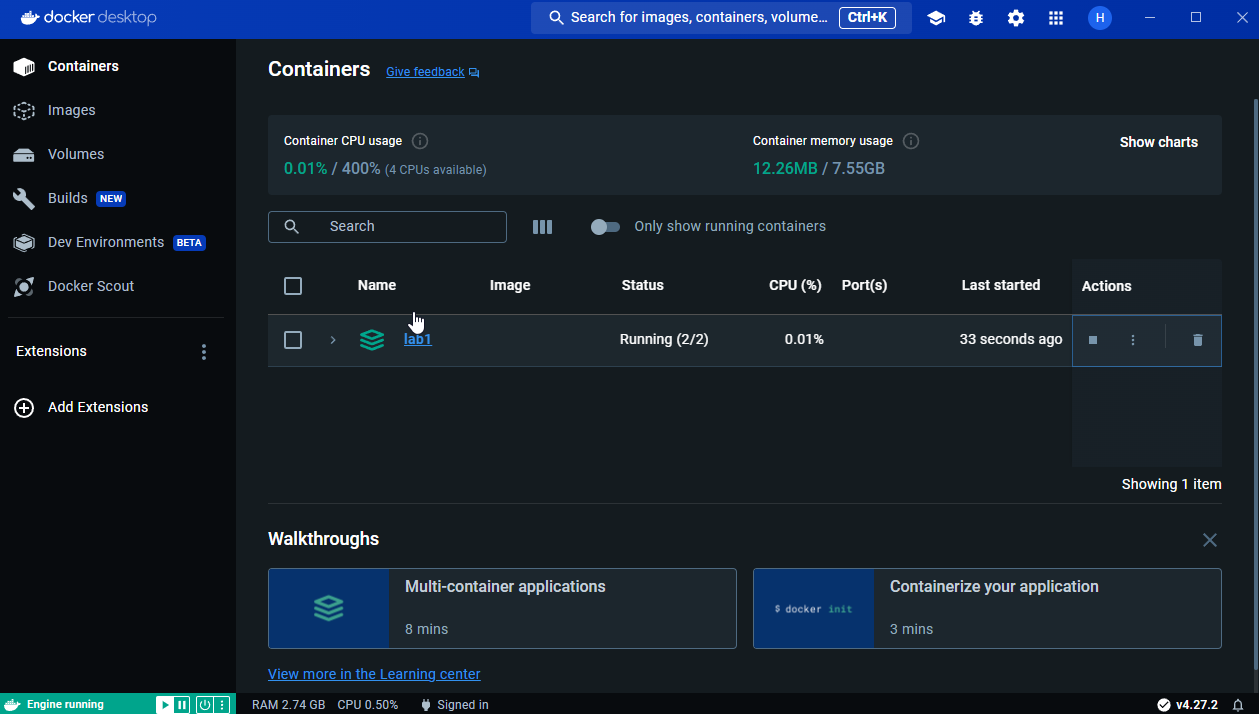 docker desktop
Search for images, containers, volume... Ctrl+K
H
Containers
Images
Volumes
Builds NEW
Dev Environments BETA
Docker Scout
Extensions
Add Extensions
Containers Give feedback
Container CPU usage
0.01% / 400% (4 CPUs available)
Container memory usage
12.26MB / 7.55GB
Show charts
Search
Only show running containers
Name Image Status CPU (%) Port(s) Last started Actions
lab1 Running (2/2) 0.01% 33 seconds ago
Showing 1 item
Walkthroughs
Multi-container applications
8 mins
$ docker init
Containerize your application
3 mins
View more in the Learning center
Engine running RAM 2.74 GB CPU 0.50% Signed in v4.27.2